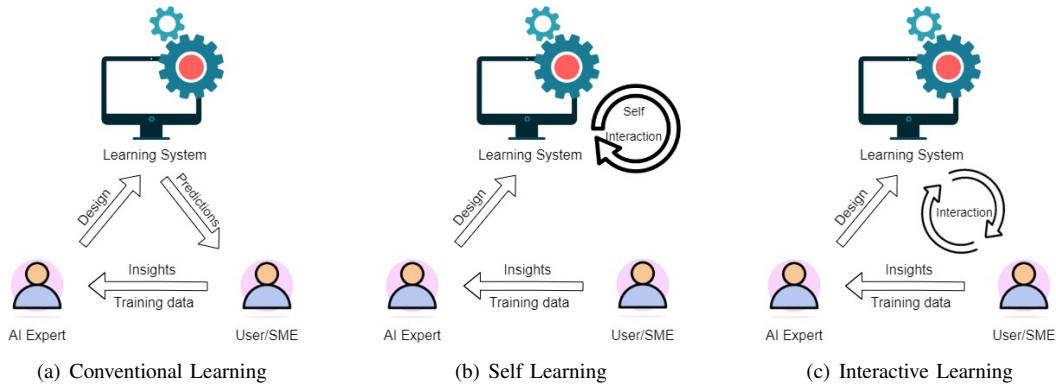 Learning System
Design
Predictions
Insights
Training data
AI Expert
User/SME
(a) Conventional Learning
Self
Interaction
Learning System
Design
Insights
Training data
AI Expert
User/SME
(b) Self Learning
Learning System
Design
Interaction
Insights
Training data
AI Expert
User/SME
(c) Interactive Learning